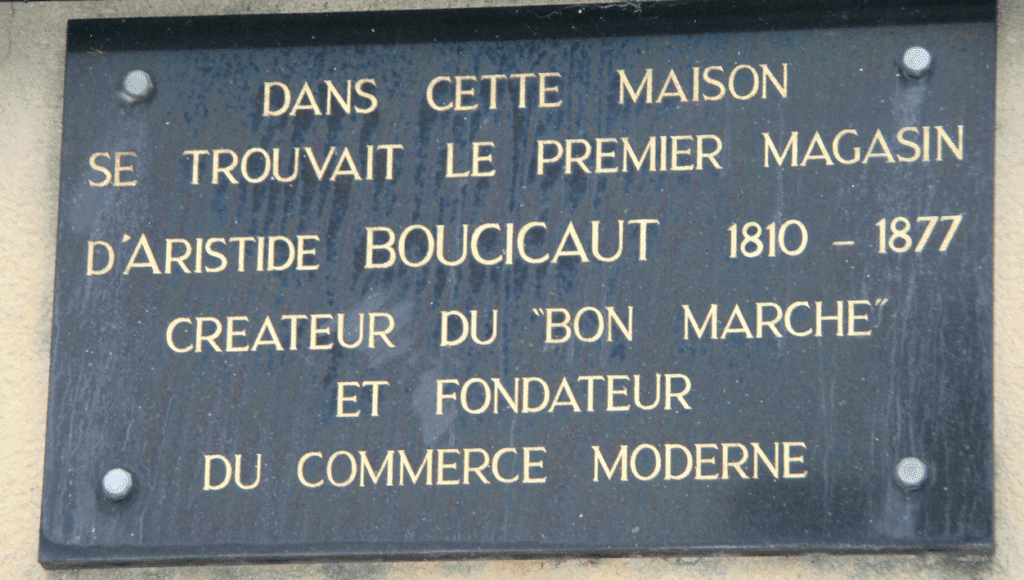 DANS CETTE MAISON
SE TROUVAIT LE PREMIER MAGASIN
D'ARISTIDE BOUCICAUT 1810 - 1877
CREATEUR DU "BON MARCHE"
ET FONDATEUR
DU COMMERCE MODERNE